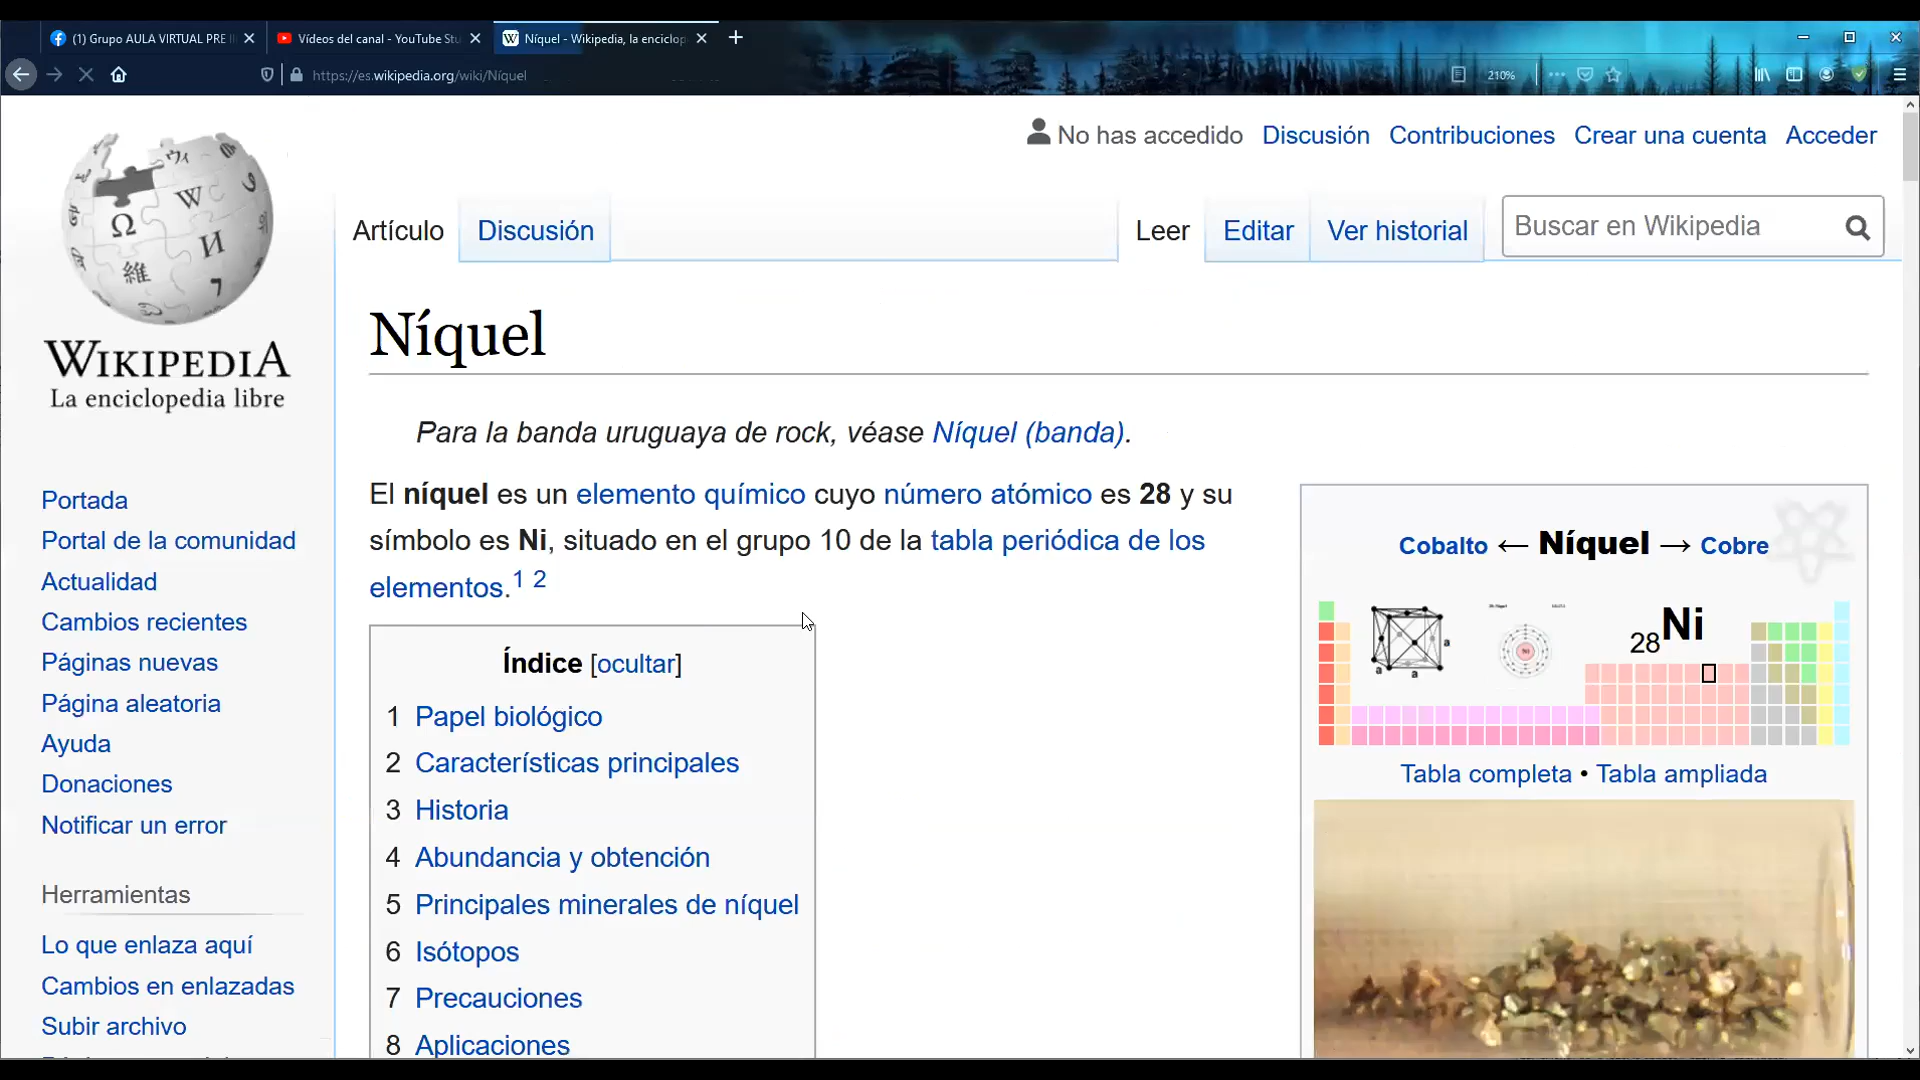 (1) Grupo AULA VIRTUAL PRE
Vídeos del canal - YouTube Stu
Níquel - Wikipedia, la enciclop
https://es.wikipedia.org/wiki/Níquel
210%
No has accedido Discusión Contribuciones Crear una cuenta Acceder
Artículo Discusión Leer Editar Ver historial Buscar en Wikipedia
WIKIPEDIA
La enciclopedia libre
Portada
Portal de la comunidad
Actualidad
Cambios recientes
Páginas nuevas
Página aleatoria
Ayuda
Donaciones
Notificar un error
Herramientas
Lo que enlaza aquí
Cambios en enlazadas
Subir archivo
Níquel
Para la banda uruguaya de rock, véase Níquel (banda).
El níquel es un elemento químico cuyo número atómico es 28 y su
símbolo es Ni, situado en el grupo 10 de la tabla periódica de los
elementos.1 2
Índice [ocultar]
1 Papel biológico
2 Características principales
3 Historia
4 Abundancia y obtención
5 Principales minerales de níquel
6 Isótopos
7 Precauciones
8 Aplicaciones
Cobalto ← Níquel → Cobre
a
a a
28Ni
Tabla completa • Tabla ampliada